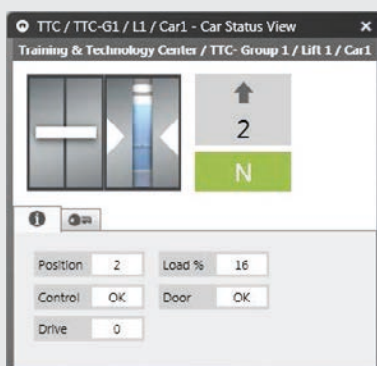 TTC / TTC-G1 / L1 / Car1 - Car Status View
Training & Technology Center / TTC- Group 1 / Lift 1 / Car1
2
N
Position 2 Load % 16
Control OK Door OK
Drive 0